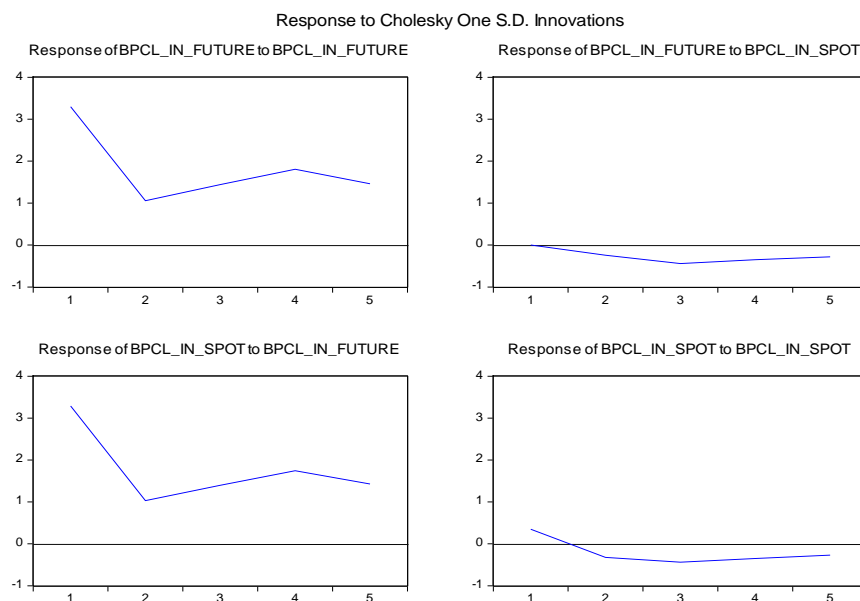 Response to Cholesky One S.D. Innovations
Response of BPCL_IN_FUTURE to BPCL_IN_FUTURE
4
3
2
1
0
-1
1 2 3 4 5
Response of BPCL_IN_FUTURE to BPCL_IN_SPOT
4
3
2
1
0
-1
1 2 3 4 5
Response of BPCL_IN_SPOT to BPCL_IN_FUTURE
4
3
2
1
0
-1
1 2 3 4 5
Response of BPCL_IN_SPOT to BPCL_IN_SPOT
4
3
2
1
0
-1
1 2 3 4 5